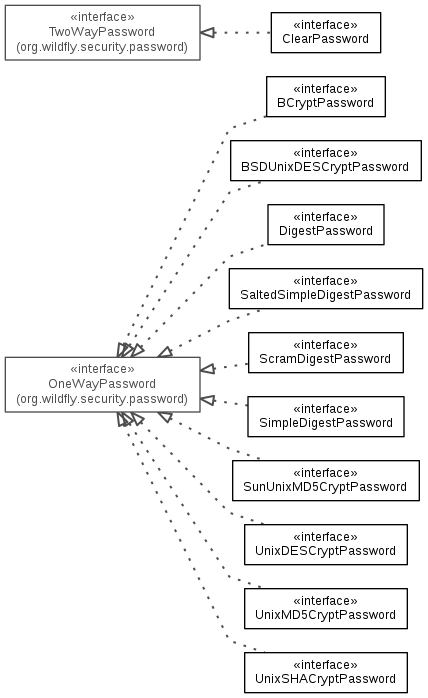 «interface»
TwoWayPassword
(org.wildfly.security.password)
«interface»
ClearPassword
«interface»
BCryptPassword
«interface»
BSDUnixDESCryptPassword
«interface»
DigestPassword
«interface»
SaltedSimpleDigestPassword
«interface»
ScramDigestPassword
«interface»
OneWayPassword
(org.wildfly.security.password)
«interface»
SimpleDigestPassword
«interface»
SunUnixMD5CryptPassword
«interface»
UnixDESCryptPassword
«interface»
UnixMD5CryptPassword
«interface»
UnixSHACryptPassword